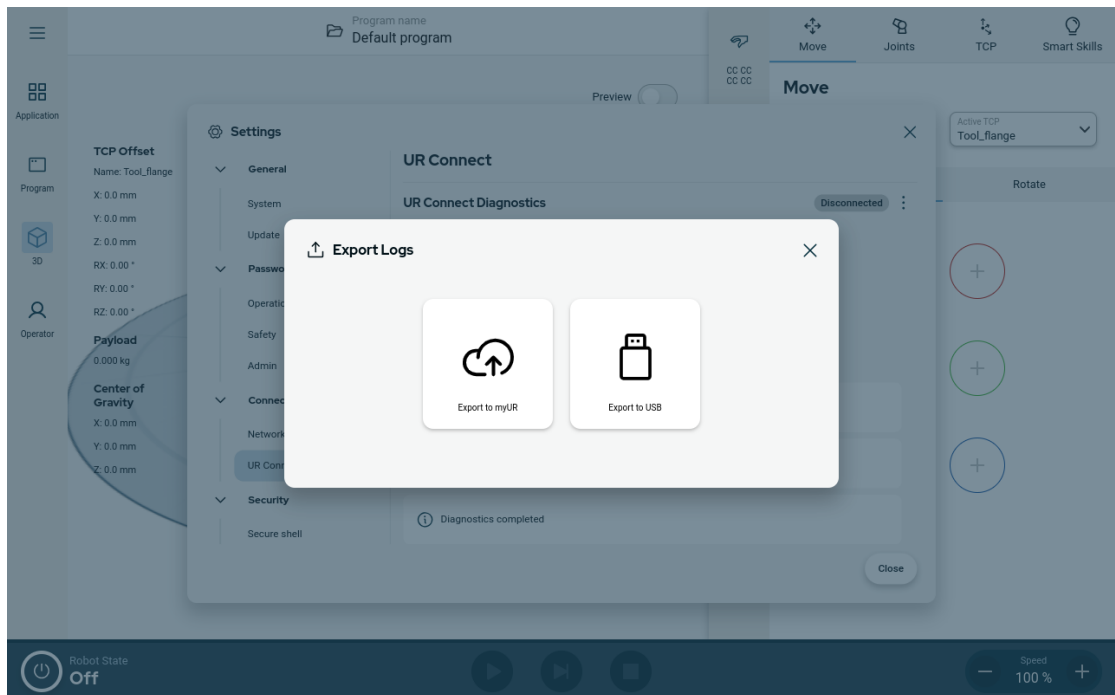 Program name
Default program
Move
Joints
TCP
Smart Skills
CC CC
CC CC
Move
Preview
Application
Program
3D
Operator
TCP Offset
Name: Tool_flange
X: 0.0 mm
Y: 0.0 mm
Z: 0.0 mm
RX: 0.00 °
RY: 0.00 °
RZ: 0.00 °
Payload
0.000 kg
Center of
Gravity
X: 0.0 mm
Y: 0.0 mm
Z: 0.0 mm
Active TCP
Tool_flange
Rotate
Settings
General
System
Update
Safety
Admin
Network
UR
Security
Secure shell
UR Connect
UR Connect Diagnostics
Disconnected
Export Logs
Export to myUR
Export to USB
Diagnostics completed
Close
Robot State
Off
Speed
100 %